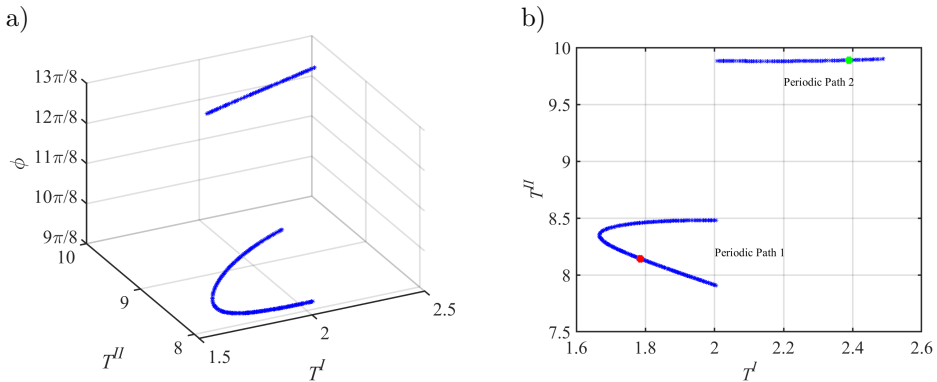 a)
13π/8
12π/8
11π/8
10π/8
9π/8
ϕ
10
9
8
T^{II}
1.5
2
2.5
T^I
b)
10
9.5
9
8.5
8
7.5
T^{II}
Periodic Path 2
Periodic Path 1
1.6 1.8 2 2.2 2.4 2.6
T^I